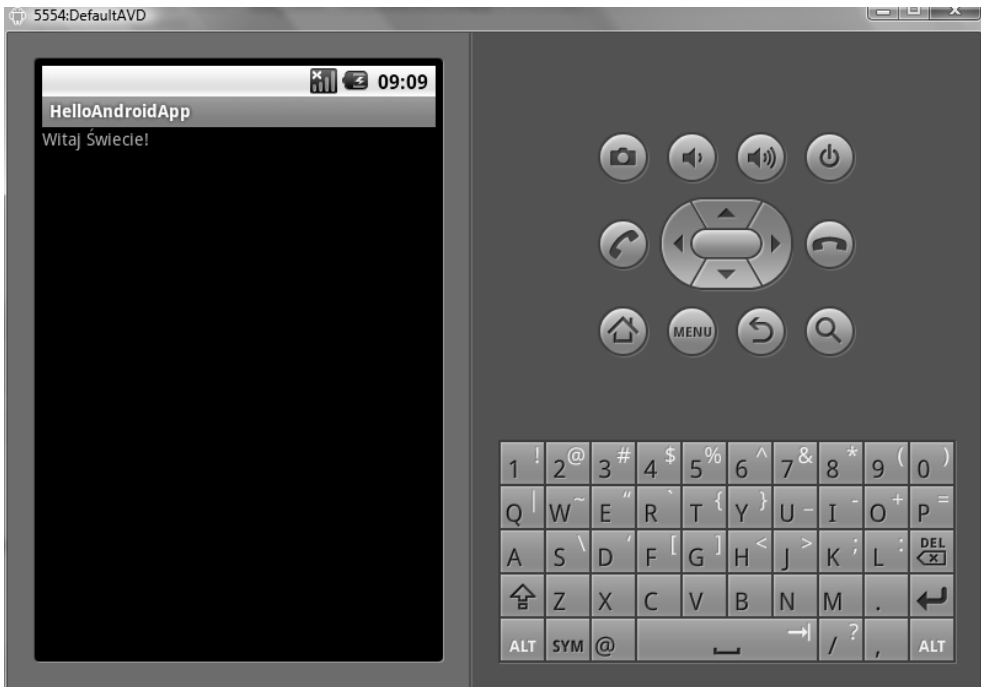 5554:DefaultAVD
09:09
HelloAndroidApp
Witaj Świecie!
MENU
1 ! 2 @ 3 # 4 $ 5 % 6 ^ 7 & 8 * 9 ( 0 )
Q | W ~ E " R ` T { Y } U _ I - O + P =
A S \ D ' F [ G ] H < J > K ; L : DEL
Z X C V B N M .
ALT SYM @ / ? , ALT